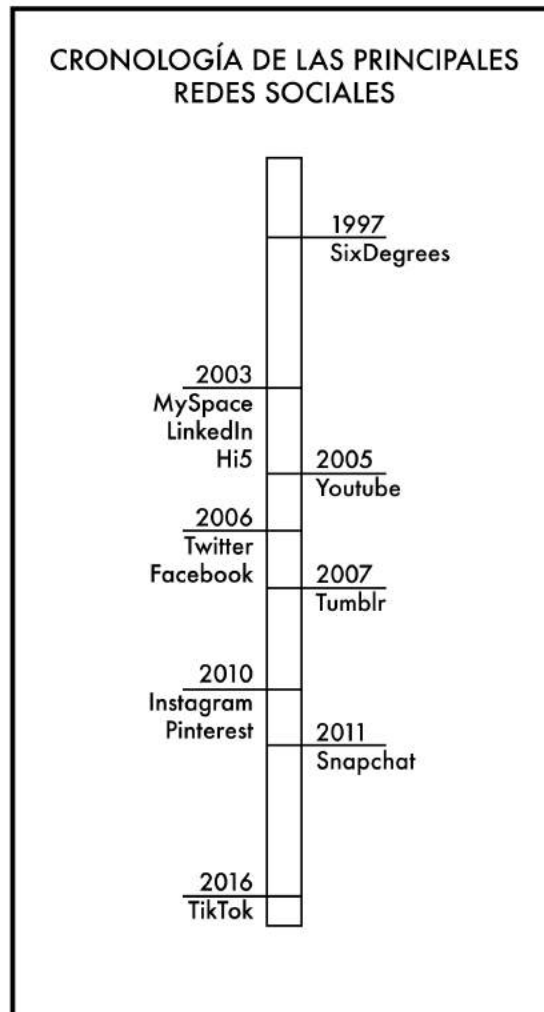 CRONOLOGÍA DE LAS PRINCIPALES
REDES SOCIALES
1997
SixDegrees
2003
MySpace
LinkedIn
Hi5
2005
Youtube
2006
Twitter
Facebook
2007
Tumblr
2010
Instagram
Pinterest
2011
Snapchat
2016
TikTok